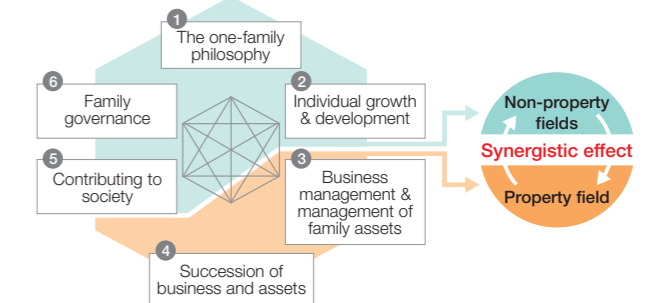 1
The one-family
philosophy
6
Family
governance
2
Individual growth
& development
5
Contributing to
society
3
Business
management &
management of
family assets
4
Succession of
business and assets
Non-property
fields
Synergistic effect
Property field